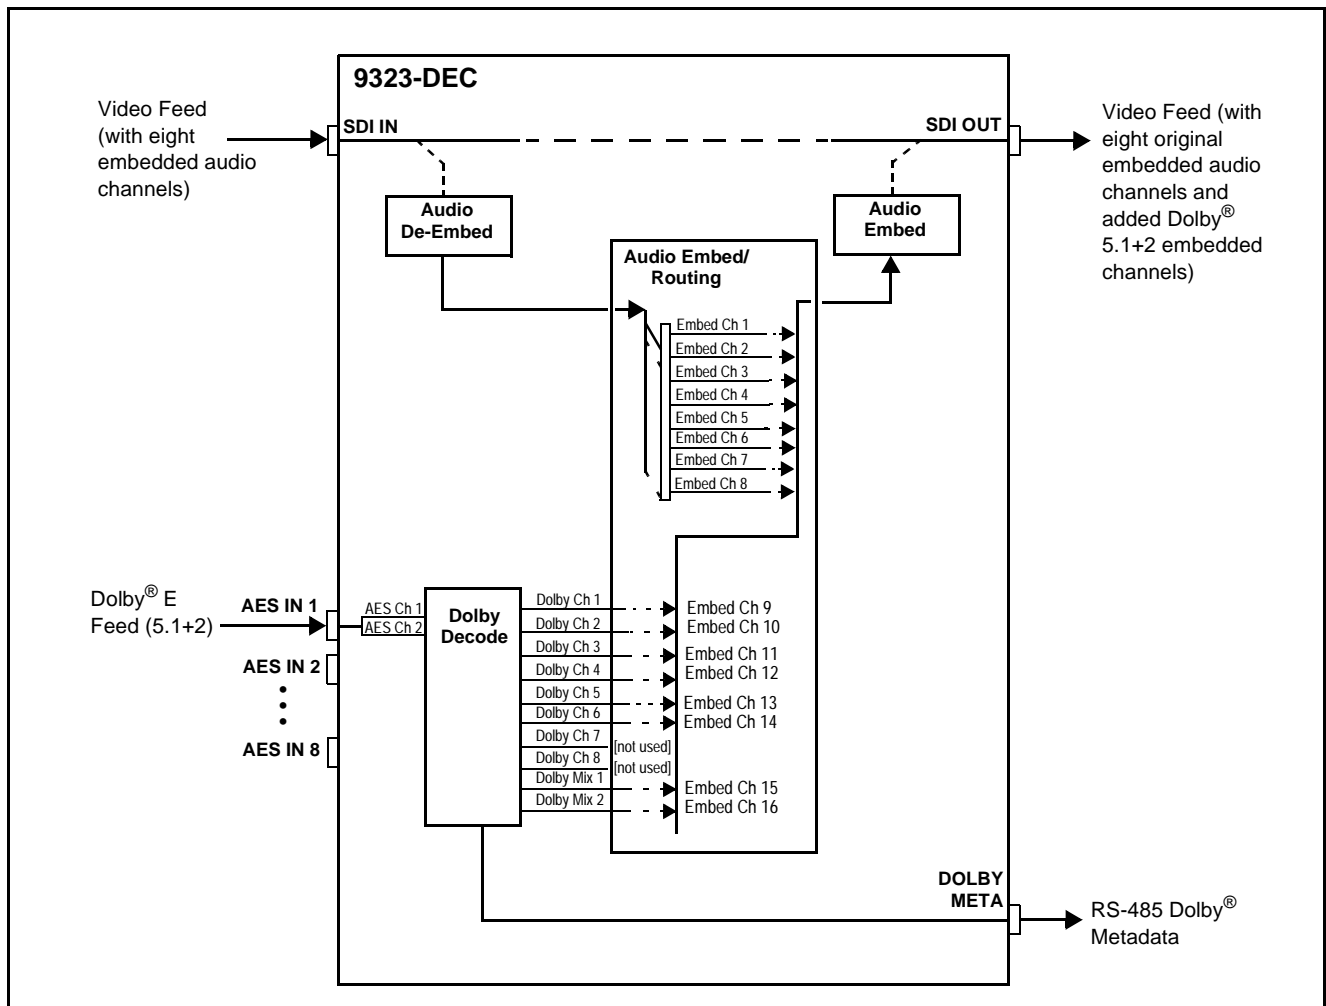 9323-DEC
Video Feed
(with eight
embedded audio
channels)
SDI IN
SDI OUT
Video Feed (with
eight original
embedded audio
channels and
added Dolby®
5.1+2 embedded
channels)
Audio
De-Embed
Audio
Embed
Audio Embed/
Routing
Embed Ch 1
Embed Ch 2
Embed Ch 3
Embed Ch 4
Embed Ch 5
Embed Ch 6
Embed Ch 7
Embed Ch 8
Dolby® E
Feed (5.1+2)
AES IN 1
AES IN 2
AES IN 8
AES Ch 1
AES Ch 2
Dolby
Decode
Dolby Ch 1
Dolby Ch 2
Dolby Ch 3
Dolby Ch 4
Dolby Ch 5
Dolby Ch 6
Dolby Ch 7
Dolby Ch 8
Dolby Mix 1
Dolby Mix 2
[not used]
[not used]
Embed Ch 9
Embed Ch 10
Embed Ch 11
Embed Ch 12
Embed Ch 13
Embed Ch 14
Embed Ch 15
Embed Ch 16
DOLBY
META
RS-485 Dolby®
Metadata